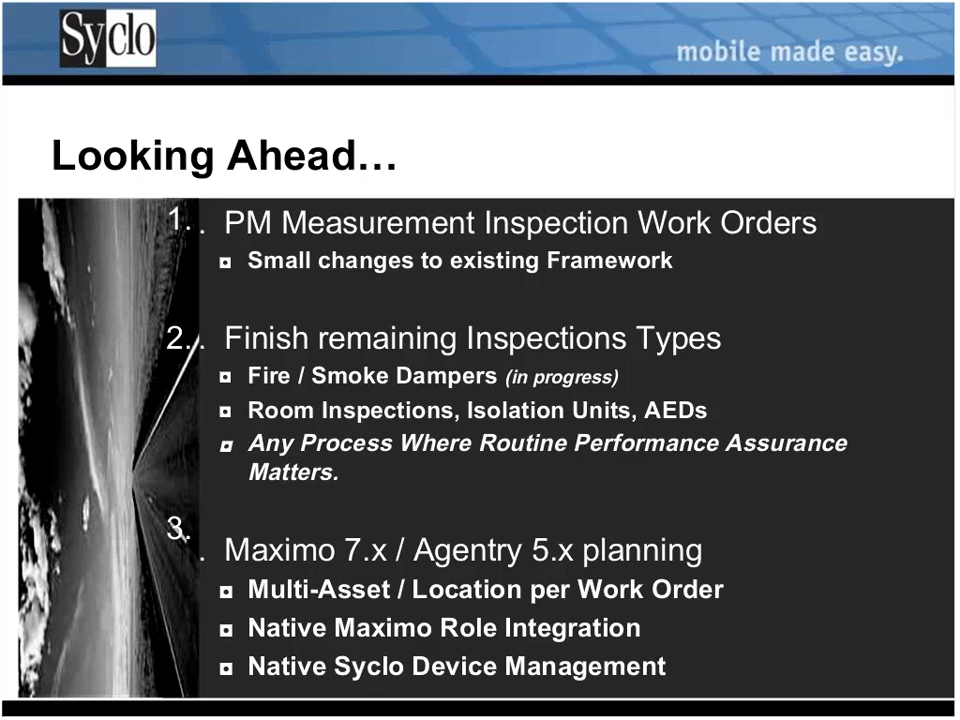 Syclo
mobile made easy.
Looking Ahead…
1. . PM Measurement Inspection Work Orders
Small changes to existing Framework
2. . Finish remaining Inspections Types
Fire / Smoke Dampers (in progress)
Room Inspections, Isolation Units, AEDs
Any Process Where Routine Performance Assurance
Matters.
3. . Maximo 7.x / Agentry 5.x planning
Multi-Asset / Location per Work Order
Native Maximo Role Integration
Native Syclo Device Management